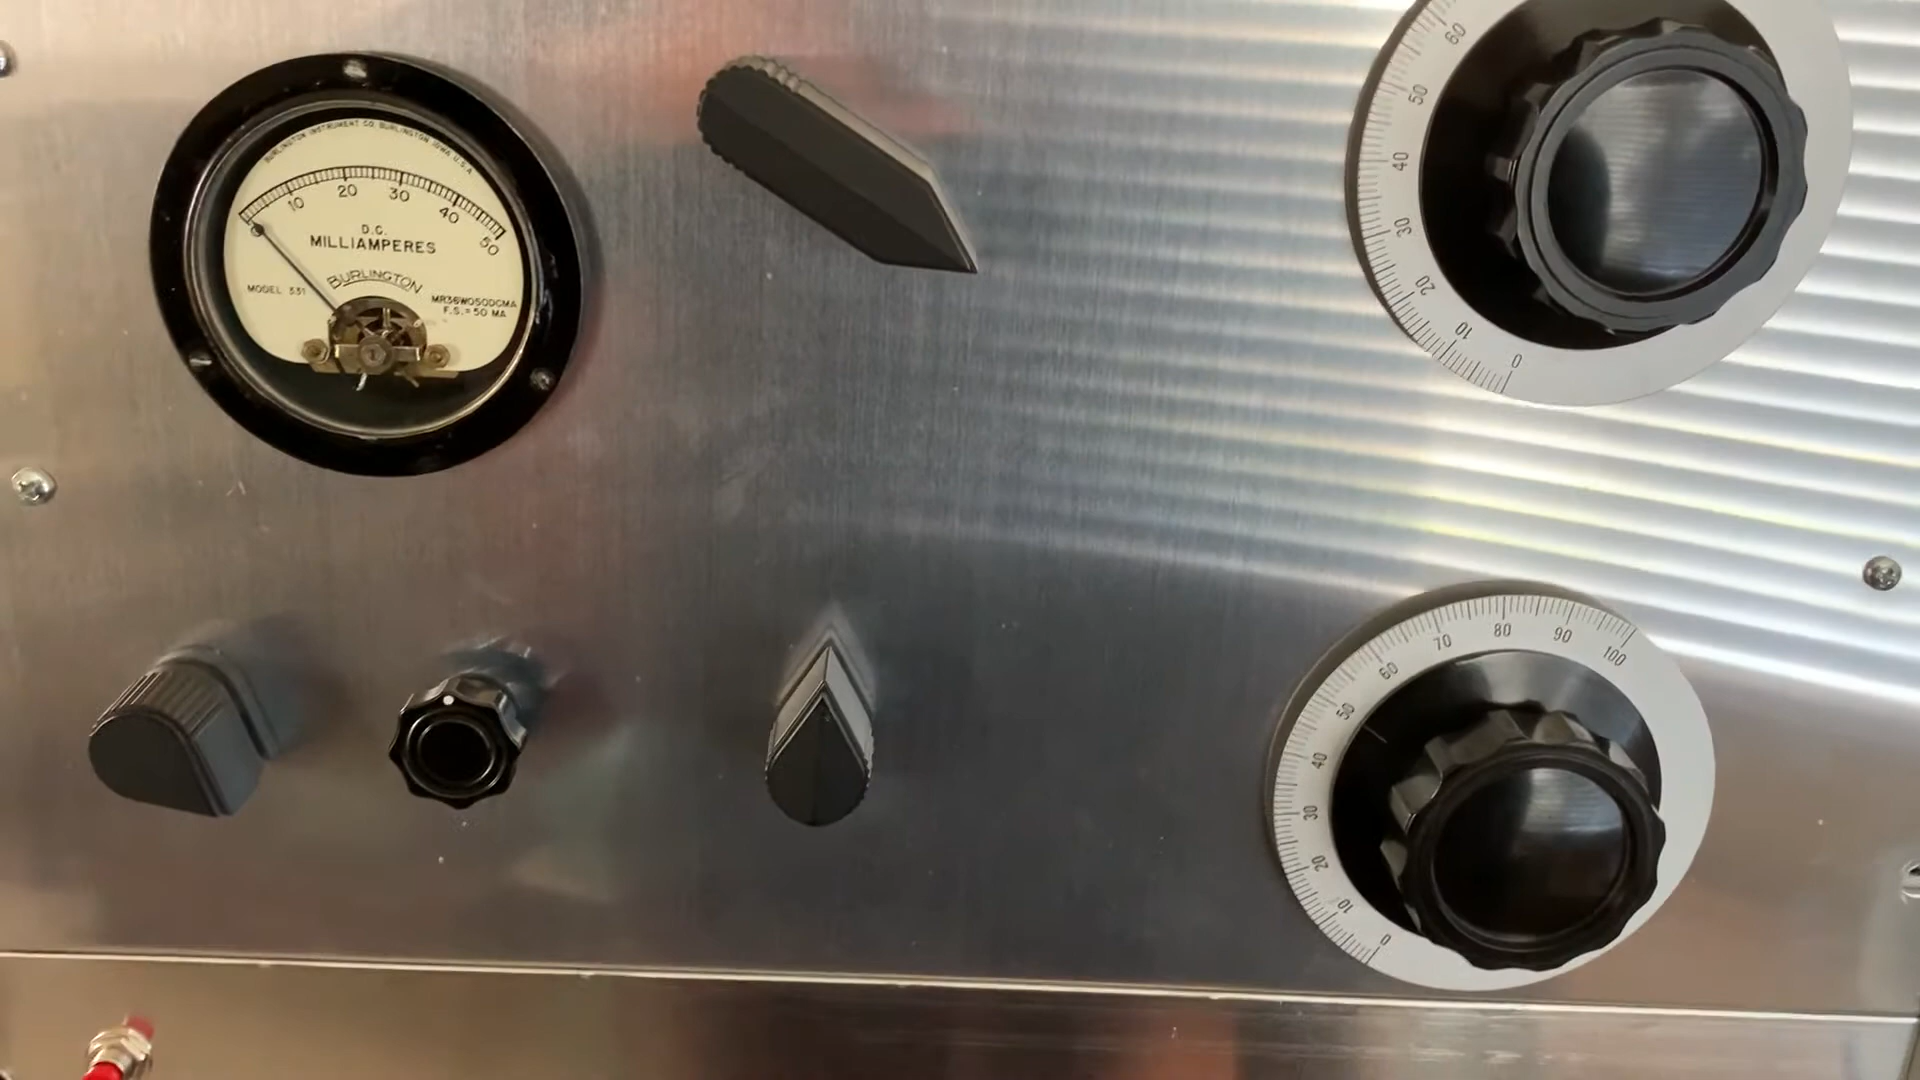 BURLINGTON INSTRUMENT CO. BURLINGTON IOWA U.S.A.
10 20 30 40 50
D.C.
MILLIAMPERES
BURLINGTON
MODEL 331
MR36W050DCMA
F.S.= 50 MA
60
50
40
30
20
10
0
0 10 20 30 40 50 60 70 80 90 100